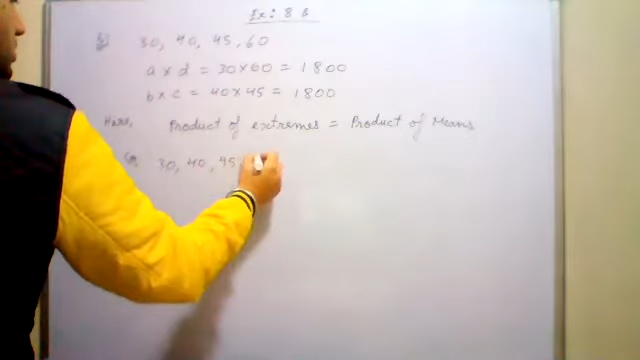 Ex: 8 B
30, 40, 45, 60
a x d = 30 x 60 = 1800
b x c = 40 x 45 = 1800
Here, Product of extremes = Product of Means
So, 30, 40, 45